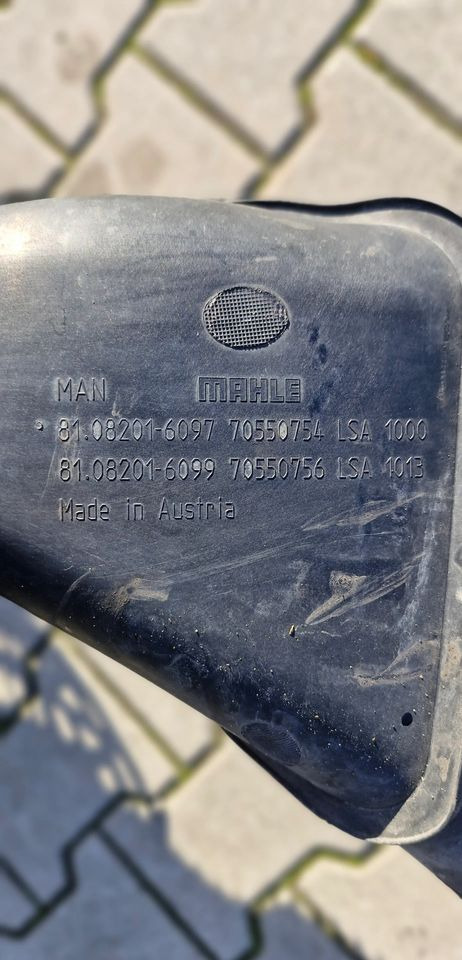 MAN MAHLE
• 81.08201-6097 70550754 LSA 1000
81.08201-6099 70550756 LSA 1013
Made in Austria